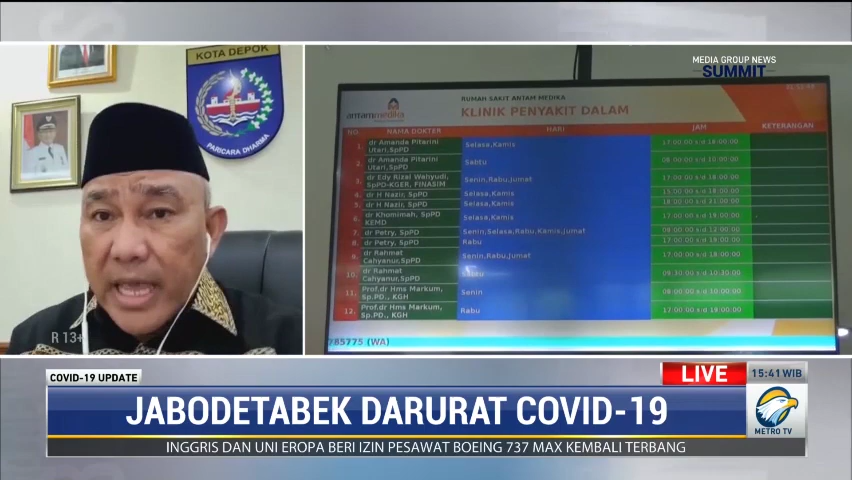 KOTA DEPOK
PARICARA DHARMA
R 13+
MEDIA GROUP NEWS
SUMMIT
antammedika
RUMAH SAKIT ANTAM MEDIKA
KLINIK PENYAKIT DALAM
NO. NAMA DOKTER HARI JAM KETERANGAN
1. dr Amanda Pitarini Utari,SpPD Selasa,Kamis 17:00:00 s/d 18:00:00
2. dr Amanda Pitarini Utari,SpPD Sabtu 08:00:00 s/d 10:00:00
3. dr Edy Rizal Wahyudi, SpPD-KGER, FINASIM Senin,Rabu,Jumat 17:00:00 s/d 18:00:00
4. dr H Nazir, SpPD Selasa,Kamis 15:00:00 s/d 18:00:00
5. dr H Nazir, SpPD Selasa,Kamis 18:00:00 s/d 21:00:00
6. dr Khomimah, SpPD KEMD Selasa,Kamis 17:00:00 s/d 19:00:00
7. dr Petry, SpPD Senin,Selasa,Rabu,Kamis,Jumat 09:00:00 s/d 12:00:00
8. dr Petry, SpPD Rabu 17:00:00 s/d 18:00:00
9. dr Rahmat Cahyanur,SpPD Senin,Rabu,Jumat 17:00:00 s/d 18:00:00
10. dr Rahmat Cahyanur,SpPD Sabtu 09:30:00 s/d 10:30:00
11. Prof.dr Hms Markum, Sp.PD., KGH Senin 08:00:00 s/d 10:00:00
12. Prof.dr Hms Markum, Sp.PD., KGH Rabu 17:00:00 s/d 19:00:00
785775 (WA)
COVID-19 UPDATE
LIVE
15:41 WIB
JABODETABEK DARURAT COVID-19
METRO TV
INGGRIS DAN UNI EROPA BERI IZIN PESAWAT BOEING 737 MAX KEMBALI TERBANG